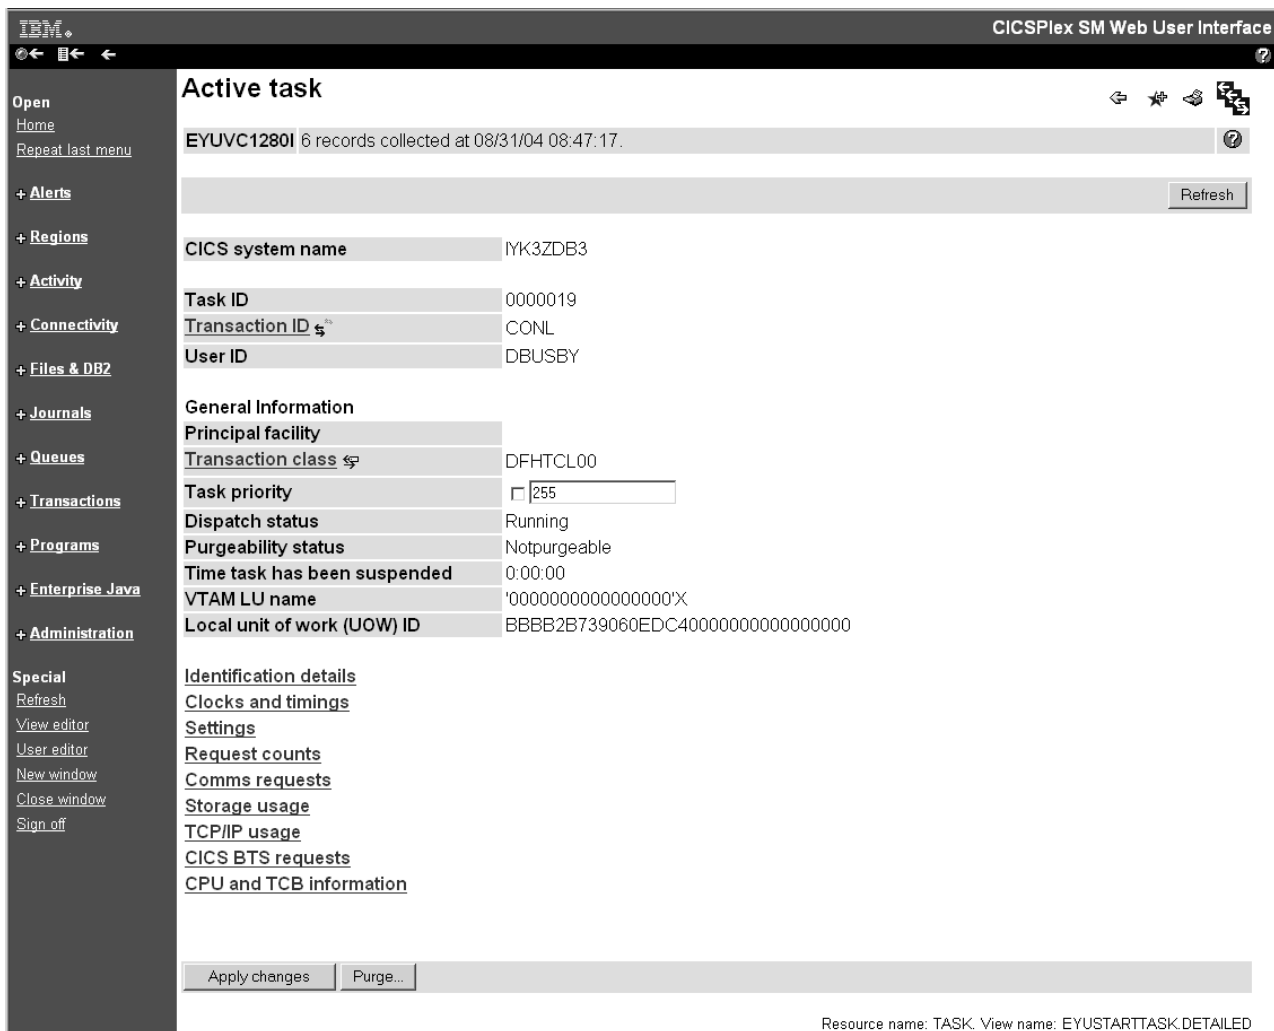 IBM.
CICSPlex SM Web User Interface
Active task
Open
Home
Repeat last menu
+ Alerts
+ Regions
+ Activity
+ Connectivity
+ Files & DB2
+ Journals
+ Queues
+ Transactions
+ Programs
+ Enterprise Java
+ Administration
Special
Refresh
View editor
User editor
New window
Close window
Sign off
EYUVC1280I 6 records collected at 08/31/04 08:47:17.
Refresh
CICS system name IYK3ZDB3
Task ID 0000019
Transaction ID CONL
User ID DBUSBY
General Information
Principal facility
Transaction class DFHTCL00
Task priority 255
Dispatch status Running
Purgeability status Notpurgeable
Time task has been suspended 0:00:00
VTAM LU name '0000000000000000'X
Local unit of work (UOW) ID BBBB2B739060EDC40000000000000000
Identification details
Clocks and timings
Settings
Request counts
Comms requests
Storage usage
TCP/IP usage
CICS BTS requests
CPU and TCB information
Apply changes Purge...
Resource name: TASK. View name: EYUSTARTTASK.DETAILED